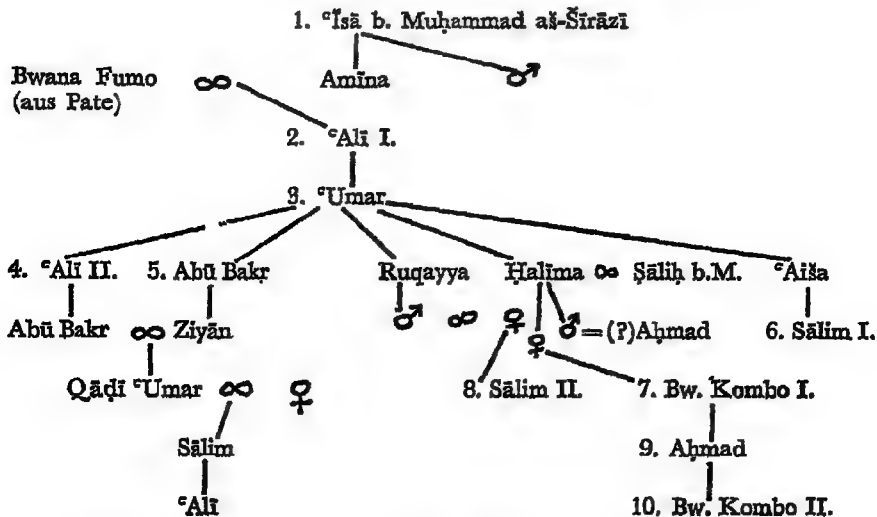 1. ʿĪsā b. Muḥammad aš-Šīrāzī
Bwana Fumo ∞ Amīna ♂
(aus Pate)
2. ʿAlī I.
3. ʿUmar
4. ʿAlī II. 5. Abū Bakr Ruqayya Ḥalīma ∞ Ṣāliḥ b.M. ʿAiša
Abū Bakr ∞ Ziyān ♂ ∞ ♀ ♀ ♂ =(?)Aḥmad 6. Sālim I.
Qāḍī ʿUmar ∞ ♀ 8. Sālim II. 7. Bw. Kombo I.
Sālim 9. Aḥmad
ʿAlī 10. Bw. Kombo II.